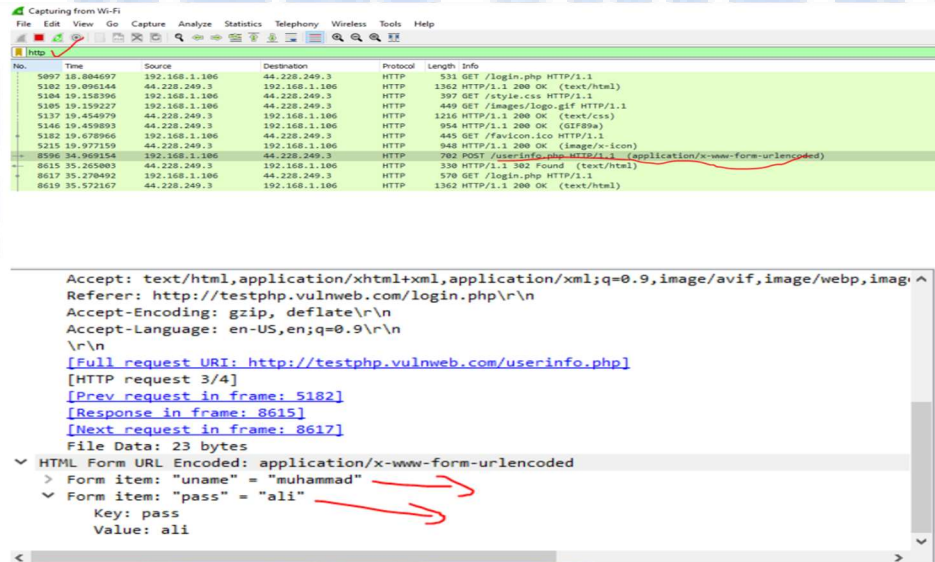 Capturing from Wi-Fi
File Edit View Go Capture Analyze Statistics Telephony Wireless Tools Help
http
No. Time Source Destination Protocol Length Info
5097 18.804697 192.168.1.106 44.228.249.3 HTTP 531 GET /login.php HTTP/1.1
5102 19.096144 44.228.249.3 192.168.1.106 HTTP 1362 HTTP/1.1 200 OK (text/html)
5104 19.158396 192.168.1.106 44.228.249.3 HTTP 397 GET /style.css HTTP/1.1
5105 19.159227 192.168.1.106 44.228.249.3 HTTP 449 GET /images/logo.gif HTTP/1.1
5137 19.454979 44.228.249.3 192.168.1.106 HTTP 1216 HTTP/1.1 200 OK (text/css)
5146 19.459893 44.228.249.3 192.168.1.106 HTTP 954 HTTP/1.1 200 OK (GIF89a)
5182 19.678966 192.168.1.106 44.228.249.3 HTTP 445 GET /favicon.ico HTTP/1.1
5215 19.977159 44.228.249.3 192.168.1.106 HTTP 948 HTTP/1.1 200 OK (image/x-icon)
8596 34.969154 192.168.1.106 44.228.249.3 HTTP 702 POST /userinfo.php HTTP/1.1 (application/x-www-form-urlencoded)
8615 35.265003 44.228.249.3 192.168.1.106 HTTP 330 HTTP/1.1 302 Found (text/html)
8617 35.270492 192.168.1.106 44.228.249.3 HTTP 570 GET /login.php HTTP/1.1
8619 35.572167 44.228.249.3 192.168.1.106 HTTP 1362 HTTP/1.1 200 OK (text/html)
Accept: text/html,application/xhtml+xml,application/xml;q=0.9,image/avif,image/webp,imag
Referer: http://testphp.vulnweb.com/login.php\r\n
Accept-Encoding: gzip, deflate\r\n
Accept-Language: en-US,en;q=0.9\r\n
\r\n
[Full request URI: http://testphp.vulnweb.com/userinfo.php]
[HTTP request 3/4]
[Prev request in frame: 5182]
[Response in frame: 8615]
[Next request in frame: 8617]
File Data: 23 bytes
HTML Form URL Encoded: application/x-www-form-urlencoded
Form item: "uname" = "muhammad"
Form item: "pass" = "ali"
Key: pass
Value: ali